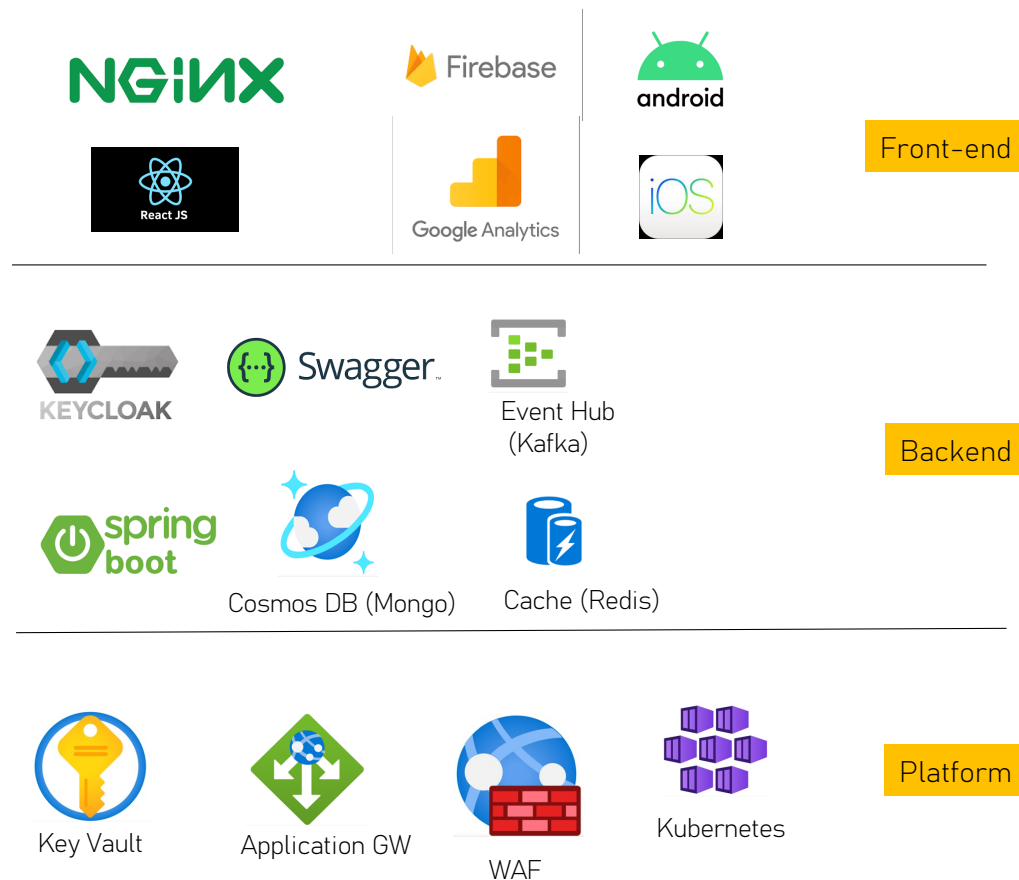 NGINX
Firebase
android
React JS
Google Analytics
iOS
Front-end
KEYCLOAK
{···} Swagger™
Event Hub
(Kafka)
Backend
spring
boot
Cosmos DB (Mongo)
Cache (Redis)
Key Vault
Application GW
WAF
Kubernetes
Platform